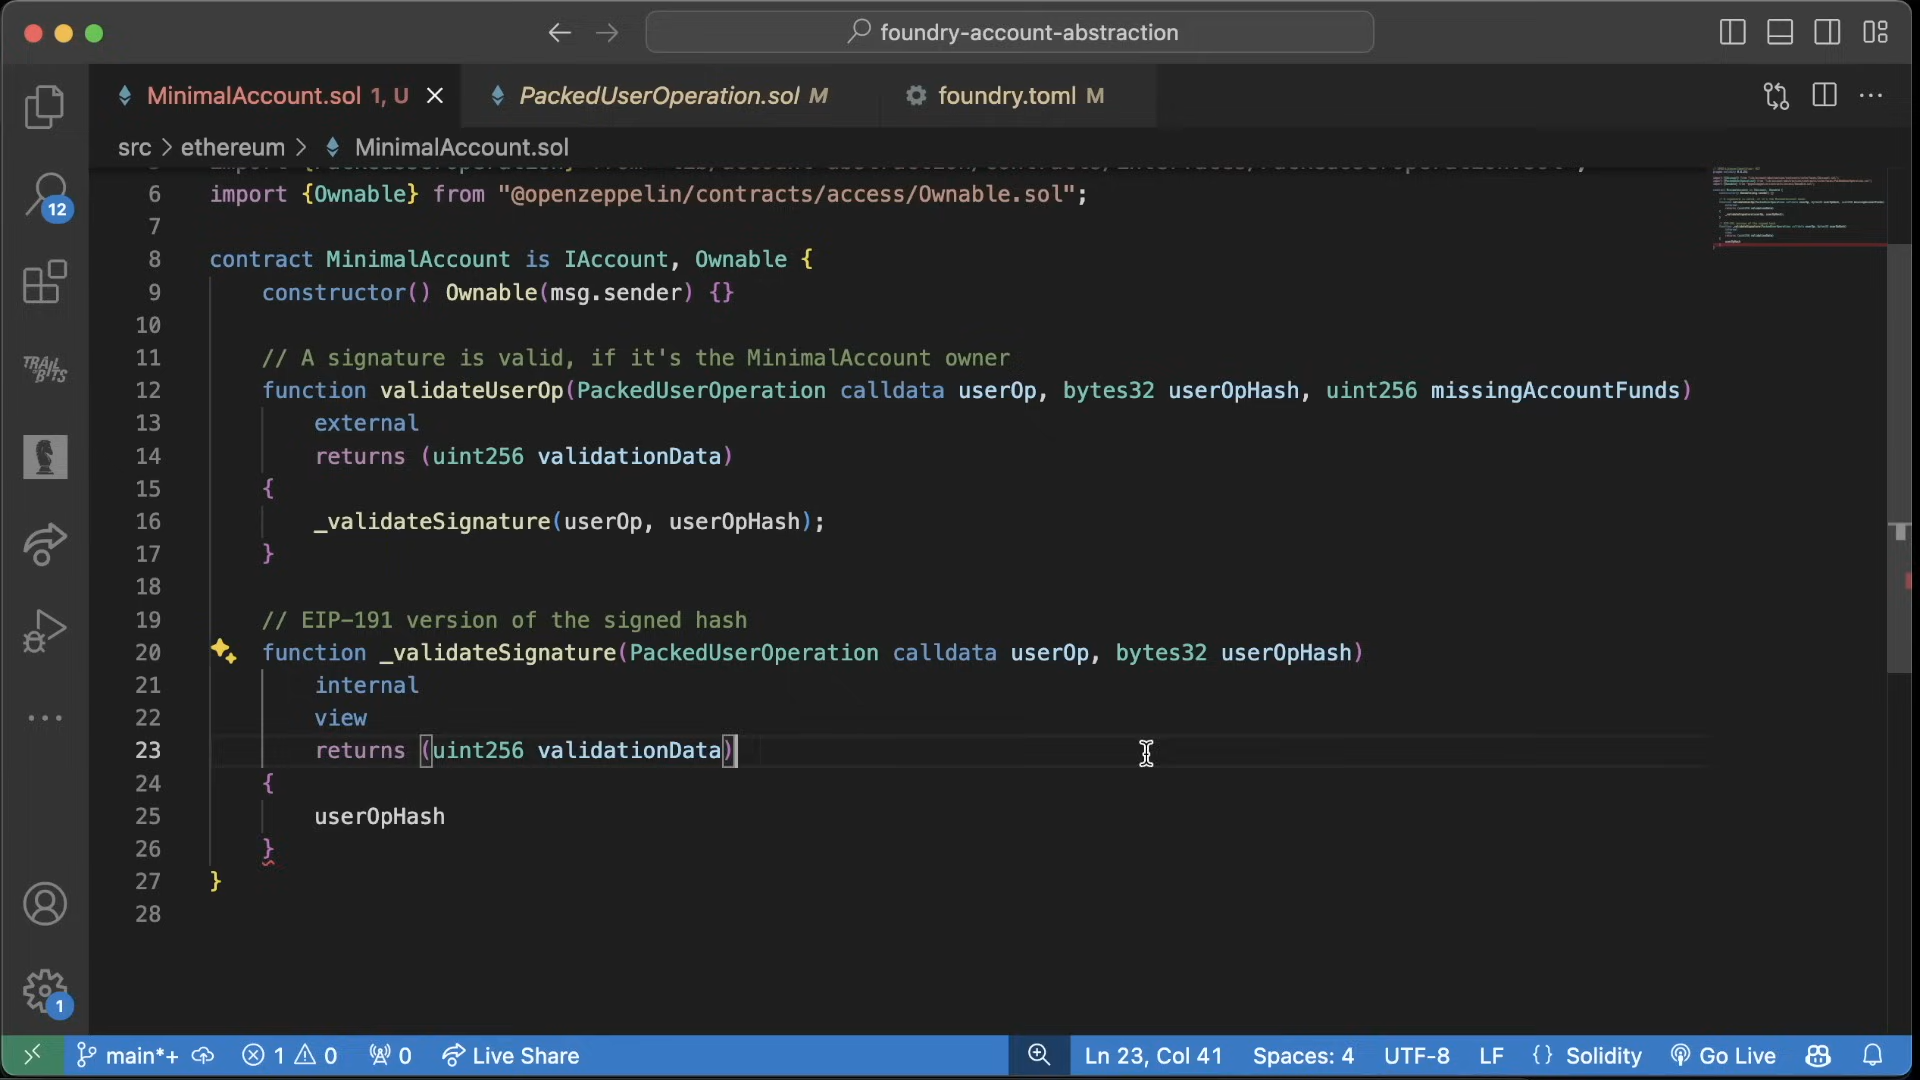 foundry-account-abstraction
MinimalAccount.sol 1, U
PackedUserOperation.sol M
foundry.toml M
src > ethereum > MinimalAccount.sol
12
TRAIL OF BITS
6 import {Ownable} from "@openzeppelin/contracts/access/Ownable.sol";
7
8 contract MinimalAccount is IAccount, Ownable {
9 constructor() Ownable(msg.sender) {}
10
11 // A signature is valid, if it's the MinimalAccount owner
12 function validateUserOp(PackedUserOperation calldata userOp, bytes32 userOpHash, uint256 missingAccountFunds)
13 external
14 returns (uint256 validationData)
15 {
16 _validateSignature(userOp, userOpHash);
17 }
18
19 // EIP-191 version of the signed hash
20 function _validateSignature(PackedUserOperation calldata userOp, bytes32 userOpHash)
21 internal
22 view
23 returns (uint256 validationData)
24 {
25 userOpHash
26 }
27 }
28
1
main*+ 1 0 0 Live Share Ln 23, Col 41 Spaces: 4 UTF-8 LF {} Solidity Go Live